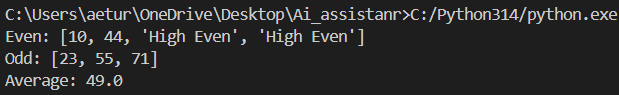 C:\Users\aetur\OneDrive\Desktop\Ai_assistanr>C:/Python314/python.exe
Even: [10, 44, 'High Even', 'High Even']
Odd: [23, 55, 71]
Average: 49.0